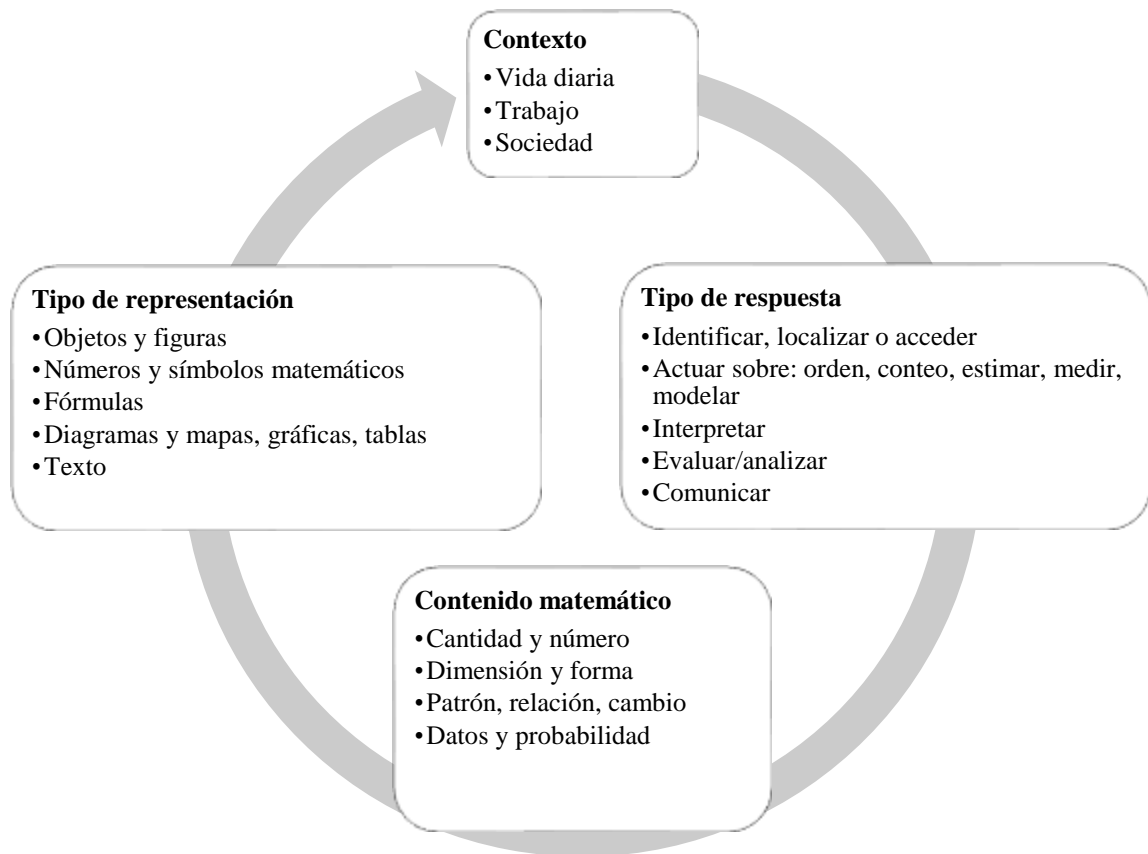 Contexto
•Vida diaria
•Trabajo
•Sociedad
Tipo de representación
•Objetos y figuras
•Números y símbolos matemáticos
•Fórmulas
•Diagramas y mapas, gráficas, tablas
•Texto
Tipo de respuesta
•Identificar, localizar o acceder
•Actuar sobre: orden, conteo, estimar, medir,
modelar
•Interpretar
•Evaluar/analizar
•Comunicar
Contenido matemático
•Cantidad y número
•Dimensión y forma
•Patrón, relación, cambio
•Datos y probabilidad